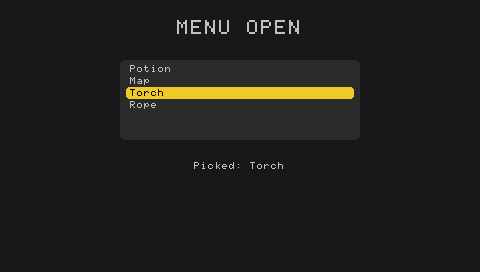 MENU OPEN
Potion
Map
Torch
Rope
Picked: Torch